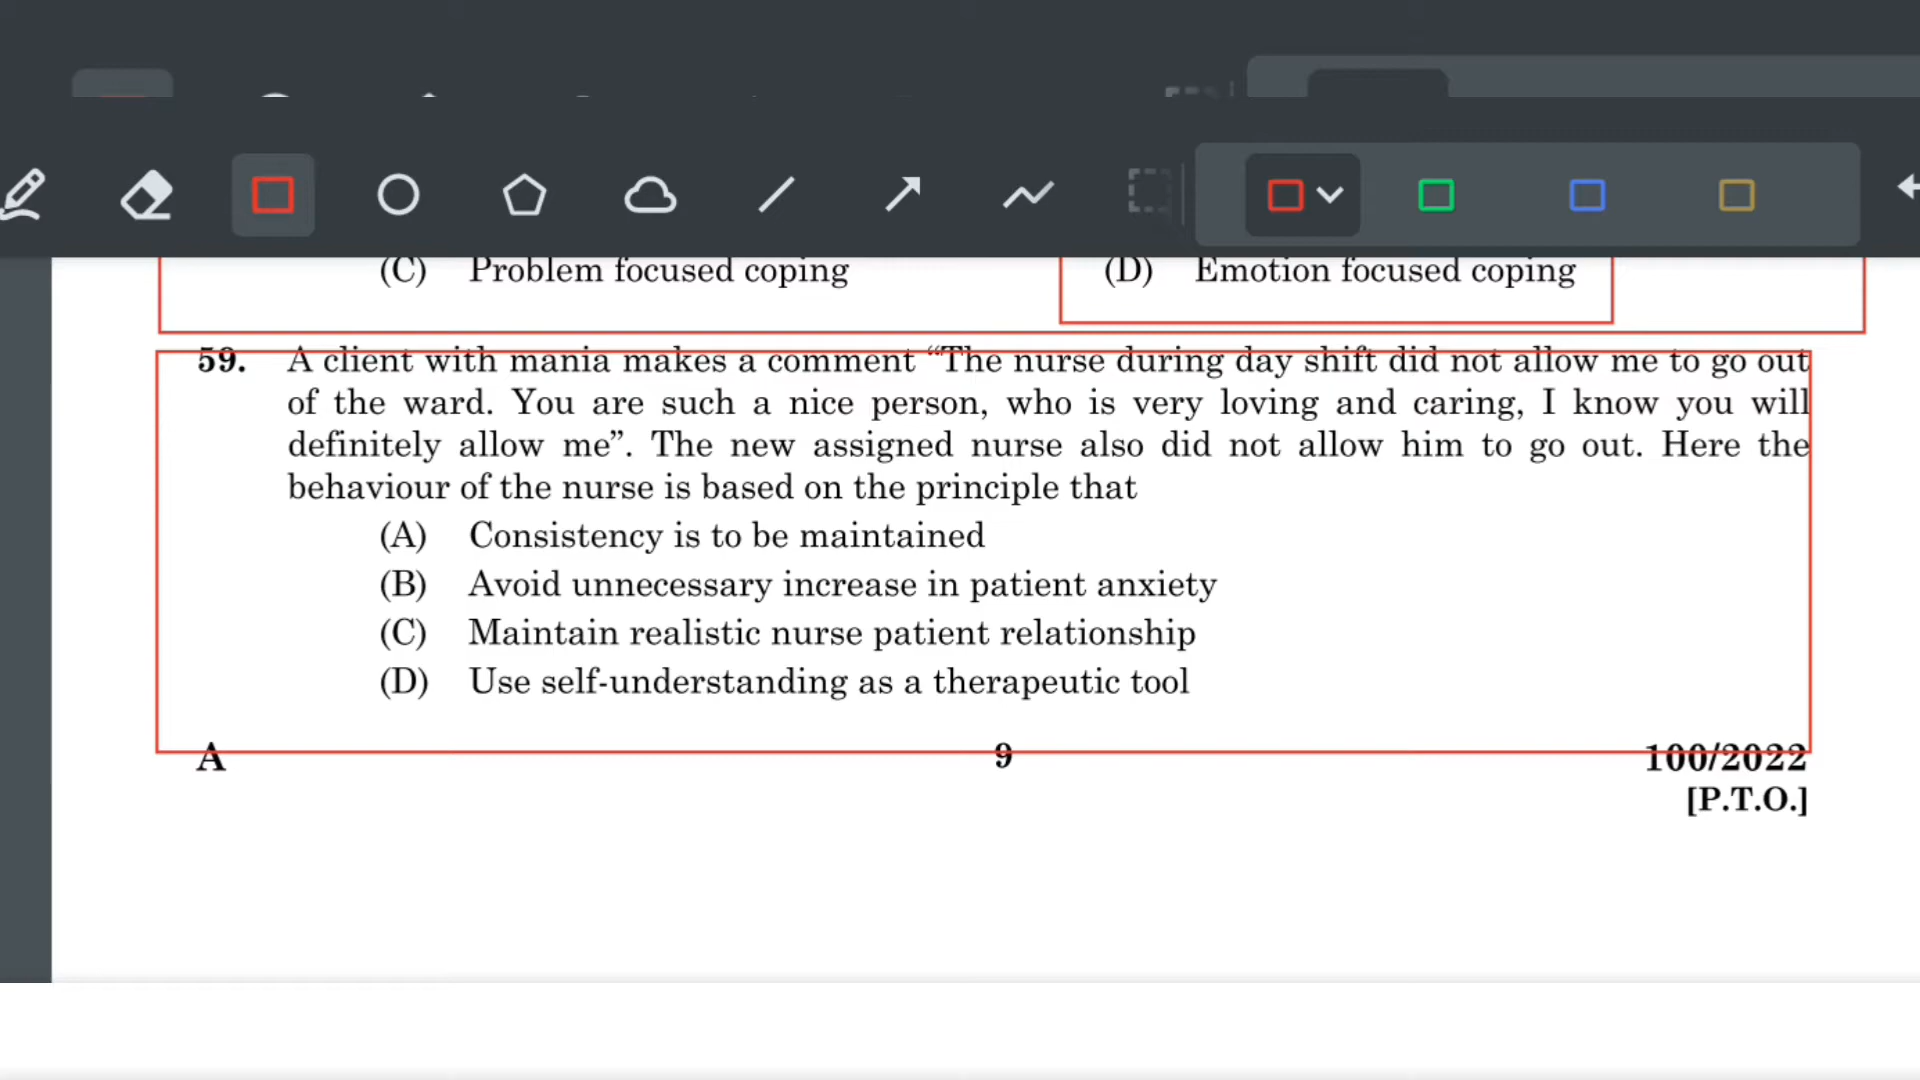 (C) Problem focused coping (D) Emotion focused coping
59. A client with mania makes a comment “The nurse during day shift did not allow me to go out
of the ward. You are such a nice person, who is very loving and caring, I know you will
definitely allow me”. The new assigned nurse also did not allow him to go out. Here the
behaviour of the nurse is based on the principle that
(A) Consistency is to be maintained
(B) Avoid unnecessary increase in patient anxiety
(C) Maintain realistic nurse patient relationship
(D) Use self-understanding as a therapeutic tool
A 9 100/2022
[P.T.O.]